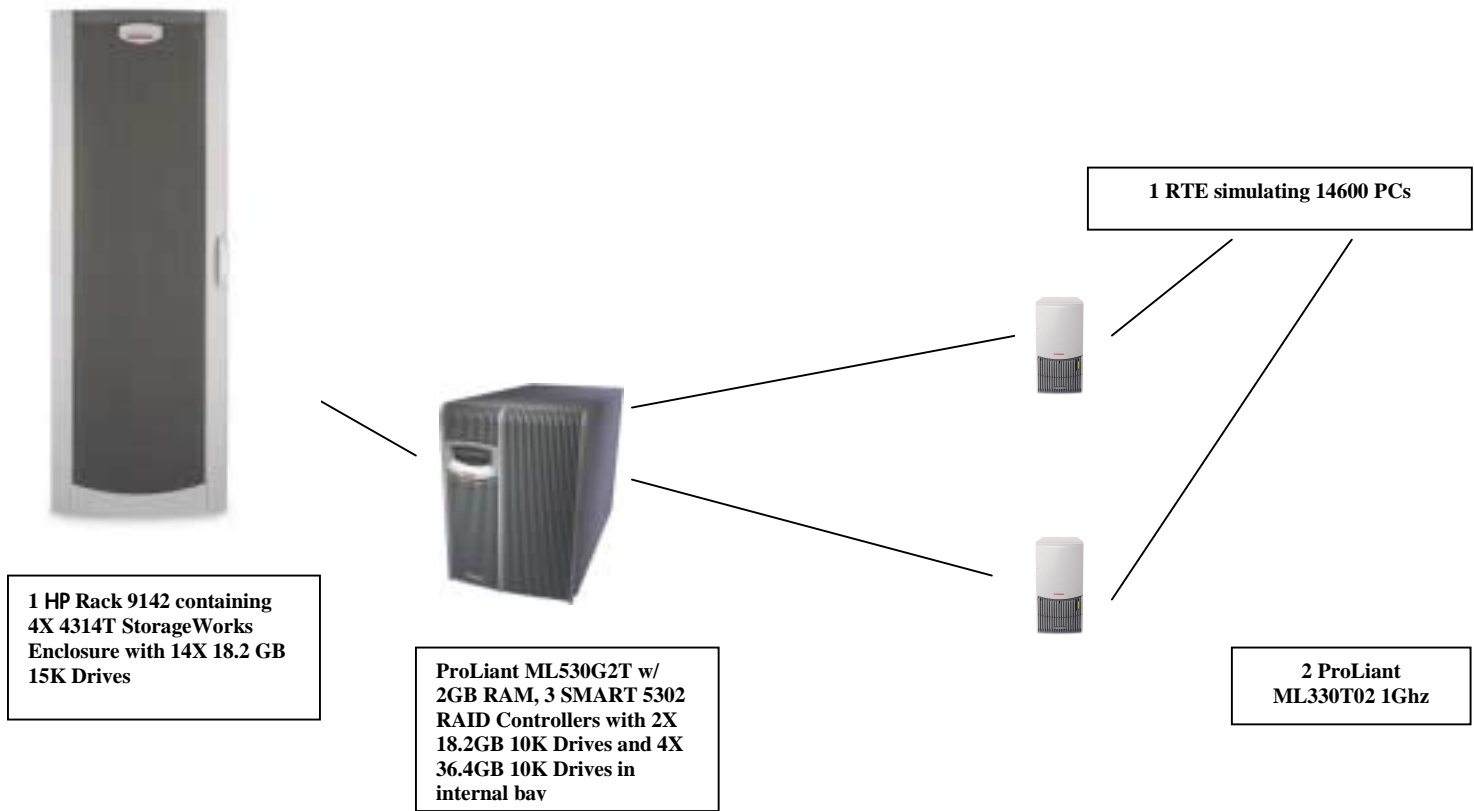 1 RTE simulating 14600 PCs
1 HP Rack 9142 containing
4X 4314T StorageWorks
Enclosure with 14X 18.2 GB
15K Drives
ProLiant ML530G2T w/
2GB RAM, 3 SMART 5302
RAID Controllers with 2X
18.2GB 10K Drives and 4X
36.4GB 10K Drives in
internal bay
2 ProLiant
ML330T02 1Ghz